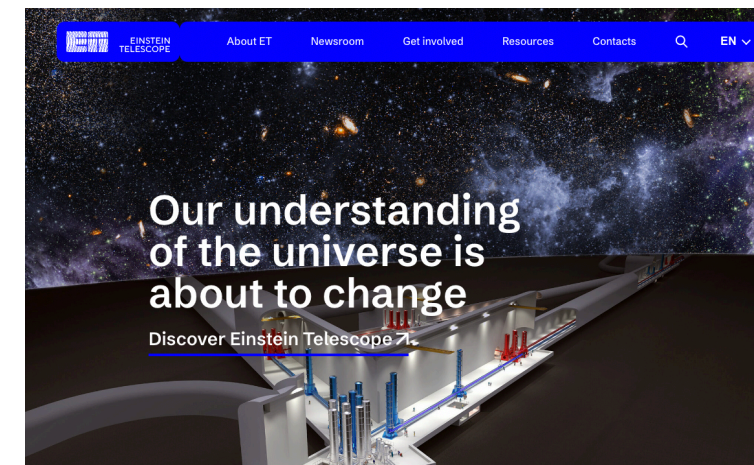 ET EINSTEIN
TELESCOPE
About ET
Newsroom
Get involved
Resources
Contacts
EN
Our understanding
of the universe is
about to change
Discover Einstein Telescope